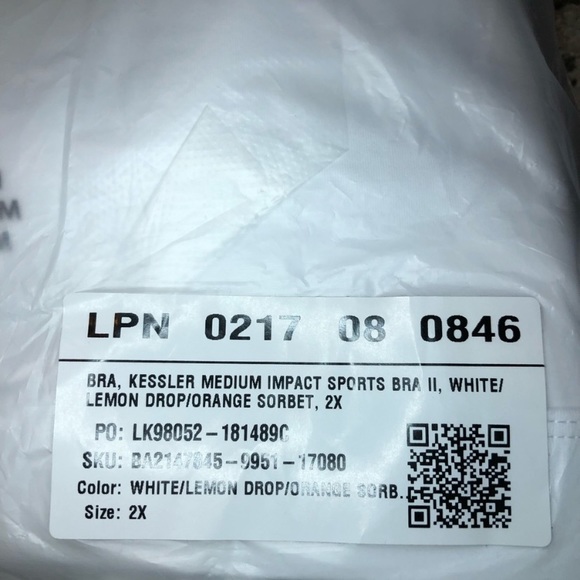 LPN 0217 08 0846
BRA, KESSLER MEDIUM IMPACT SPORTS BRA II, WHITE/
LEMON DROP/ORANGE SORBET, 2X
PO: LK98052-181489C
SKU: BA2147845-9951-17080
Color: WHITE/LEMON DROP/ORANGE SORB...
Size: 2X